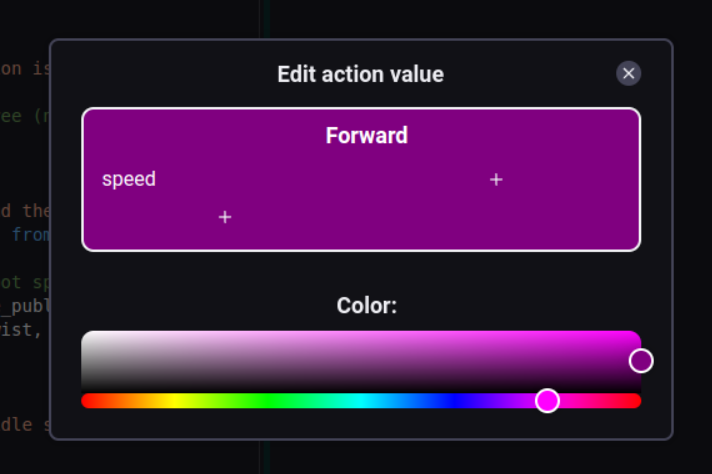 on is
Edit action value
ee (r
Forward
speed
+
+
d the
from
ot sp
Color:
_publ
ist,
dle s